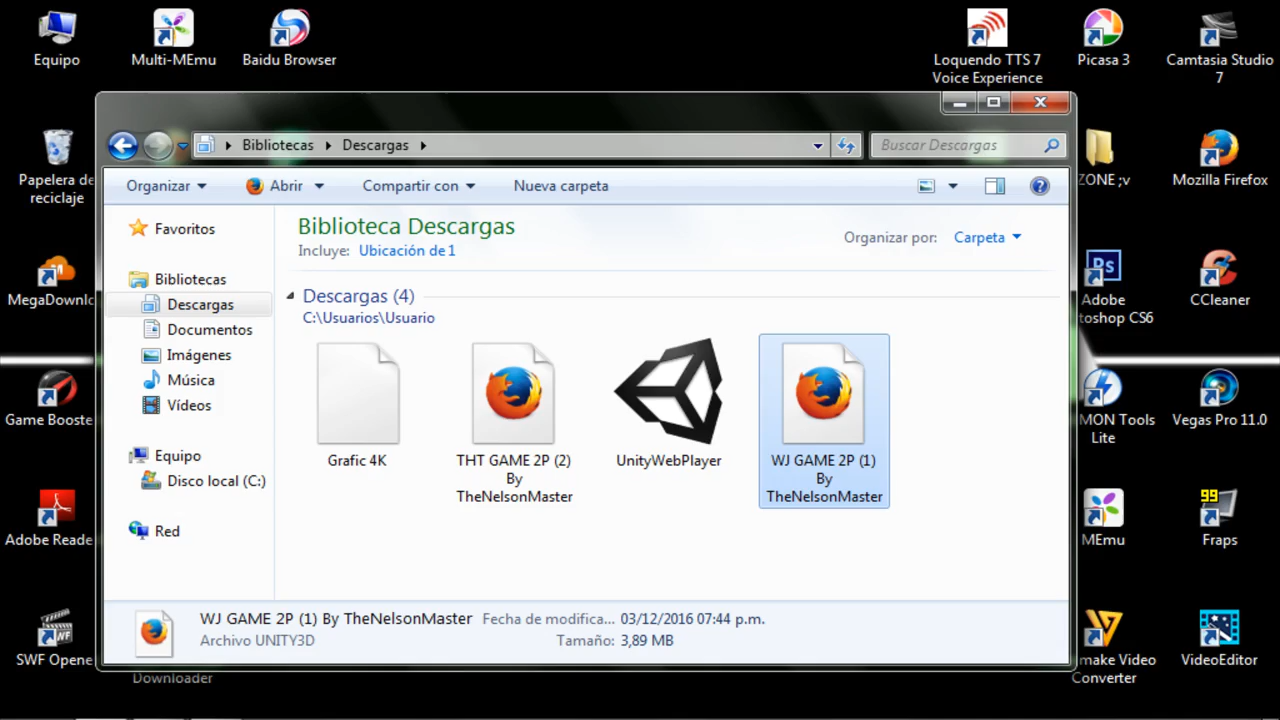 Equipo
Multi-MEmu
Baidu Browser
Loquendo TTS 7
Voice Experience
Picasa 3
Camtasia Studio
7
Bibliotecas
Descargas
Buscar Descargas
Papelera de
reciclaje
ZONE ;v
Mozilla Firefox
Organizar
Abrir
Compartir con
Nueva carpeta
Favoritos
Bibliotecas
Descargas
Documentos
Imágenes
Música
Vídeos
Equipo
Disco local (C:)
Red
Biblioteca Descargas
Incluye: Ubicación de 1
Organizar por: Carpeta
Descargas (4)
C:\Usuarios\Usuario
Grafic 4K
THT GAME 2P (2)
By
TheNelsonMaster
UnityWebPlayer
WJ GAME 2P (1)
By
TheNelsonMaster
WJ GAME 2P (1) By TheNelsonMaster
Fecha de modifica... 03/12/2016 07:44 p.m.
Archivo UNITY3D
Tamaño: 3,89 MB
MegaDownlo
Game Booste
Adobe Reade
SWF Opene
Downloader
Ps
Adobe
toshop CS6
CCleaner
MON Tools
Lite
Vegas Pro 11.0
MEmu
99
Fraps
make Video
Converter
VideoEditor